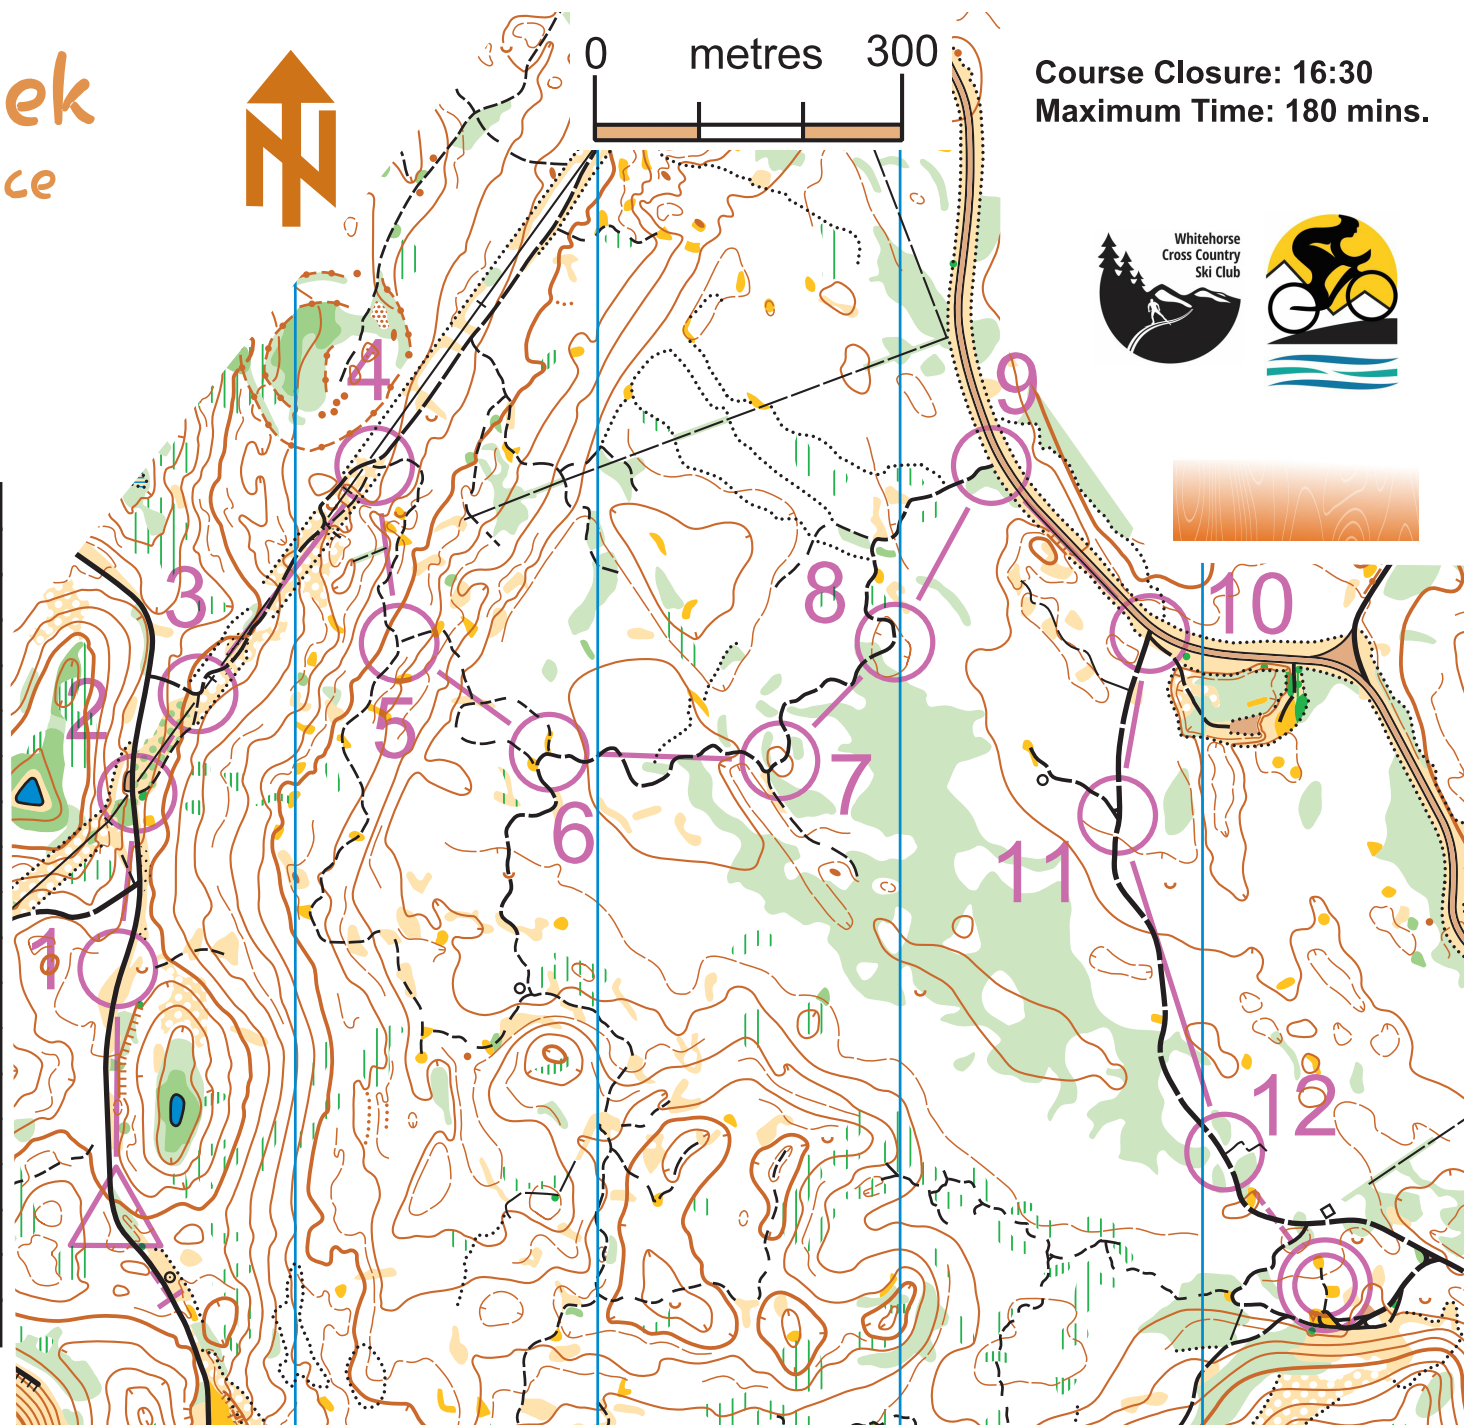 ek
ce
N
0 metres 300
Course Closure: 16:30
Maximum Time: 180 mins.
Whitehorse
Cross Country
Ski Club
4
9
3
8
10
2
5
7
6
11
1
12